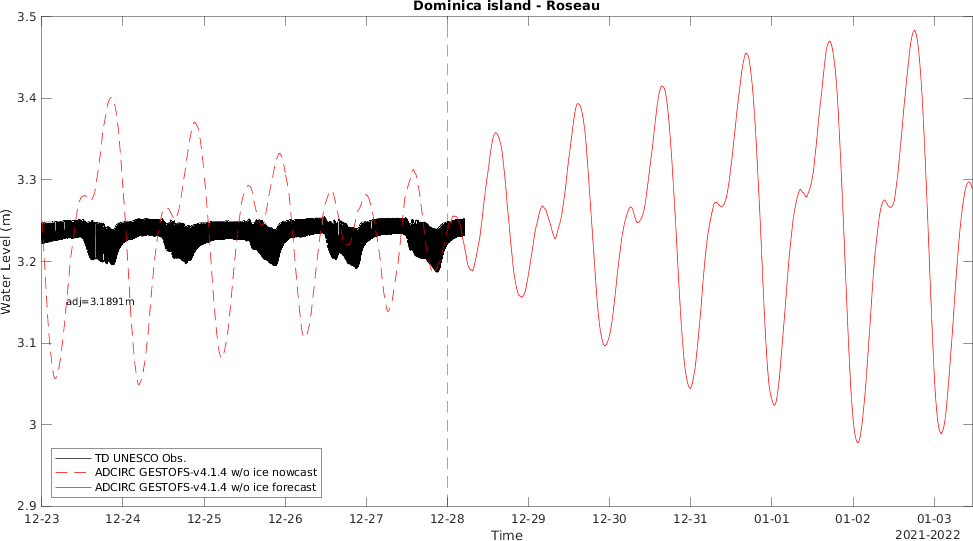 Dominica island - Roseau
3.5
3.4
3.3
3.2
3.1
3
2.9
Water Level (m)
adj=3.1891m
TD UNESCO Obs.
ADCIRC GESTOFS-v4.1.4 w/o ice nowcast
ADCIRC GESTOFS-v4.1.4 w/o ice forecast
12-23 12-24 12-25 12-26 12-27 12-28 12-29 12-30 12-31 01-01 01-02 01-03
Time
2021-2022